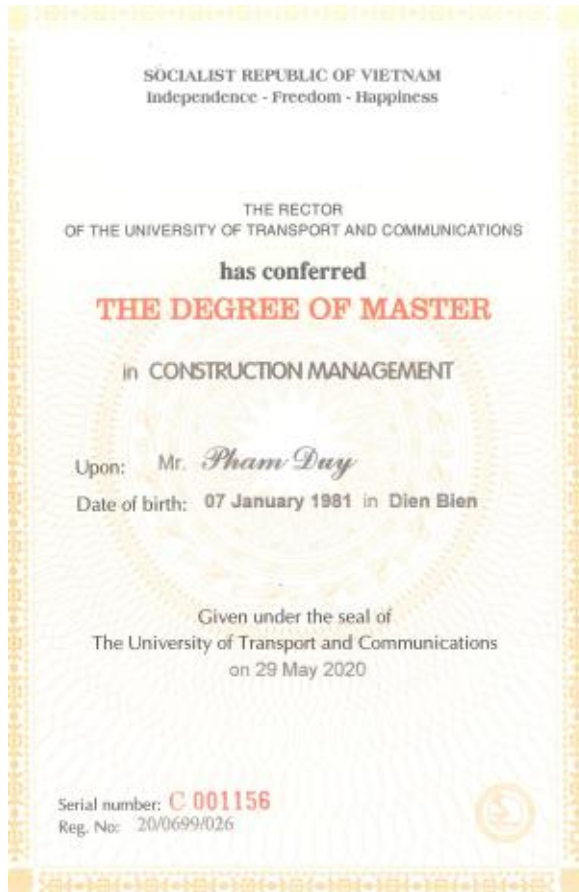 SOCIALIST REPUBLIC OF VIETNAM
Independence - Freedom - Happiness
THE RECTOR
OF THE UNIVERSITY OF TRANSPORT AND COMMUNICATIONS
has conferred
THE DEGREE OF MASTER
in CONSTRUCTION MANAGEMENT
Upon: Mr. Pham Duy
Date of birth: 07 January 1981 in Dien Bien
Given under the seal of
The University of Transport and Communications
on 29 May 2020
Serial number: C 001156
Reg. No: 20/0699/026